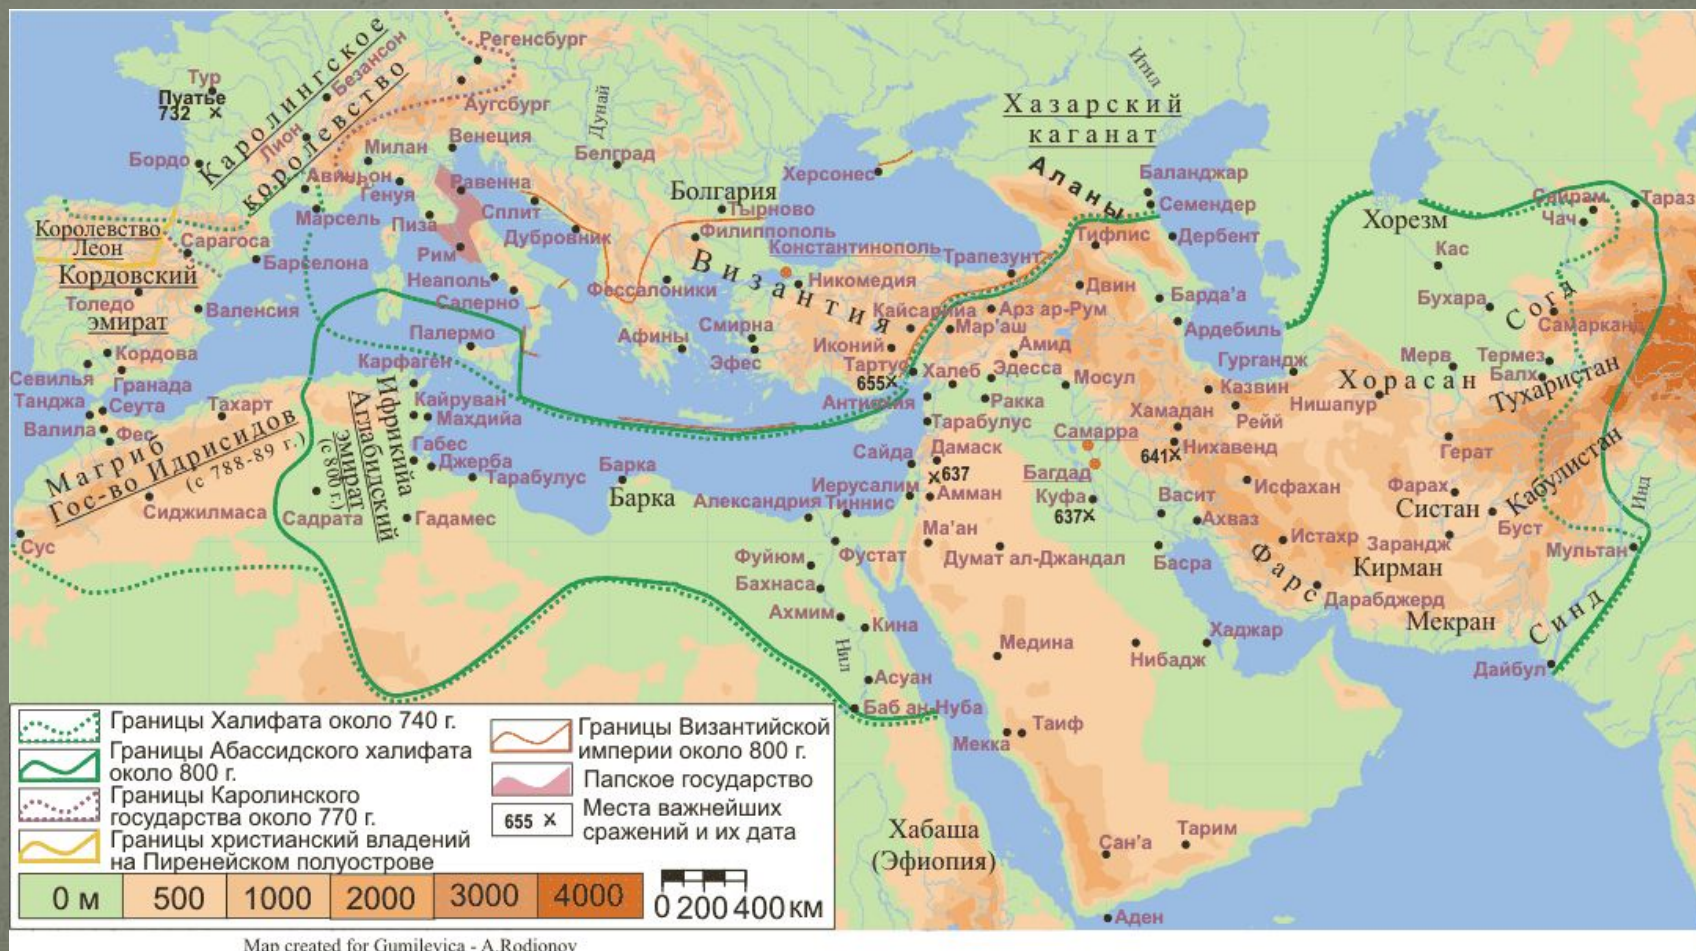 Регенсбург
Каролингское
королевство
Безансон
Тур
Пуатье
732
Аугсбург
Лион
Милан
Венеция
Дунай
Белград
Бордо
Авиньон
Генуя
Равенна
Марсель
Пиза
Сплит
Рим
Дубровник
Королевство
Леон
Сарагоса
Барселона
Кордовский
эмират
Толедо
Валенсия
Неаполь
Салерно
Палермо
Карфаген
Кордова
Севилья
Гранада
Танджа
Сеута
Валила
Фес
Тахарт
Магриб
Гос-во Идрисидов
(с 788-89 г.)
Сиджилмаса
Сус
Ифрикийа
Аглабидский
эмират
(с 800 г.)
Садрата
Кайруван
Махдийа
Габес
Джерба
Тарабулус
Гадамес
Барка
Барка
Болгария
Тырново
Филиппополь
Константинополь
Византия
Никомедия
Фессалоники
Афины
Смирна
Эфес
Херсонес
Итил
Хазарский
каганат
Аланы
Баланджар
Семендер
Дербент
Тифлис
Трапезунт
Двин
Барда'а
Ардебиль
Кайсарийа
Арз ар-Рум
Мар'аш
Иконий
Амид
Тартус
655
Халеб
Эдесса
Мосул
Антиохия
Ракка
Тарабулус
Самарра
Сайда
Дамаск
637
Багдад
Иерусалим
Амман
Куфа
637
Александрия
Тиннис
Ма'ан
Думат ал-Джандал
Фуйюм
Фустат
Бахнаса
Ахмим
Кина
Нил
Асуан
Баб ан-Нуба
Хорезм
Сайрам
Чач
Тараз
Кас
Бухара
Согд
Самарканд
Гургандж
Мерв
Термез
Балх
Казвин
Хорасан
Тухаристан
Нишапур
Хамадан
Рейй
641
Нихавенд
Герат
Кабулистан
Исфахан
Фарах
Васит
Систан
Инд
Ахваз
Буст
Истахр
Зарандж
Мультан
Басра
Фарс
Кирман
Дарабджерд
Мекран
Синд
Дайбул
Хаджар
Медина
Нибадж
Таиф
Мекка
Хабаша
(Эфиопия)
Сан'а
Тарим
Аден
Границы Халифата около 740 г.
Границы Абассидского халифата
около 800 г.
Границы Каролинского
государства около 770 г.
Границы христианский владений
на Пиренейском полуострове
Границы Византийской
империи около 800 г.
Папское государство
655
Места важнейших
сражений и их дата
0 м 500 1000 2000 3000 4000
0 200 400 км
Map created for Gumilevica - A.Rodionov